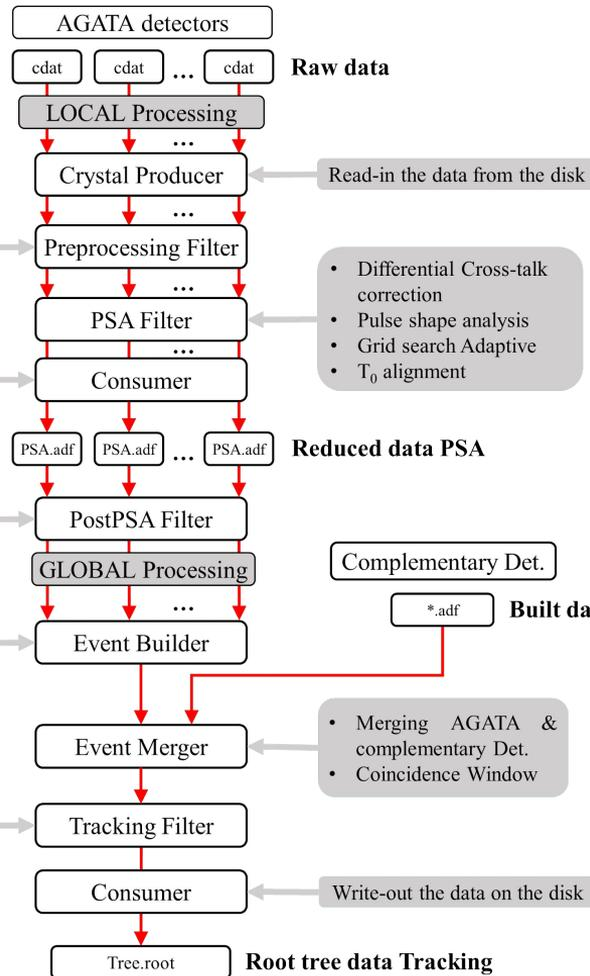 AGATA detectors
cdat cdat ... cdat Raw data
LOCAL Processing
...
Crystal Producer Read-in the data from the disk
...
Preprocessing Filter
...
• Differential Cross-talk
correction
• Pulse shape analysis
• Grid search Adaptive
• T0 alignment
PSA Filter
...
Consumer
PSA.adf PSA.adf ... PSA.adf Reduced data PSA
PostPSA Filter
GLOBAL Processing
...
Complementary Det.
*.adf Built da
Event Builder
Event Merger
• Merging AGATA &
complementary Det.
• Coincidence Window
Tracking Filter
Consumer Write-out the data on the disk
Tree.root Root tree data Tracking